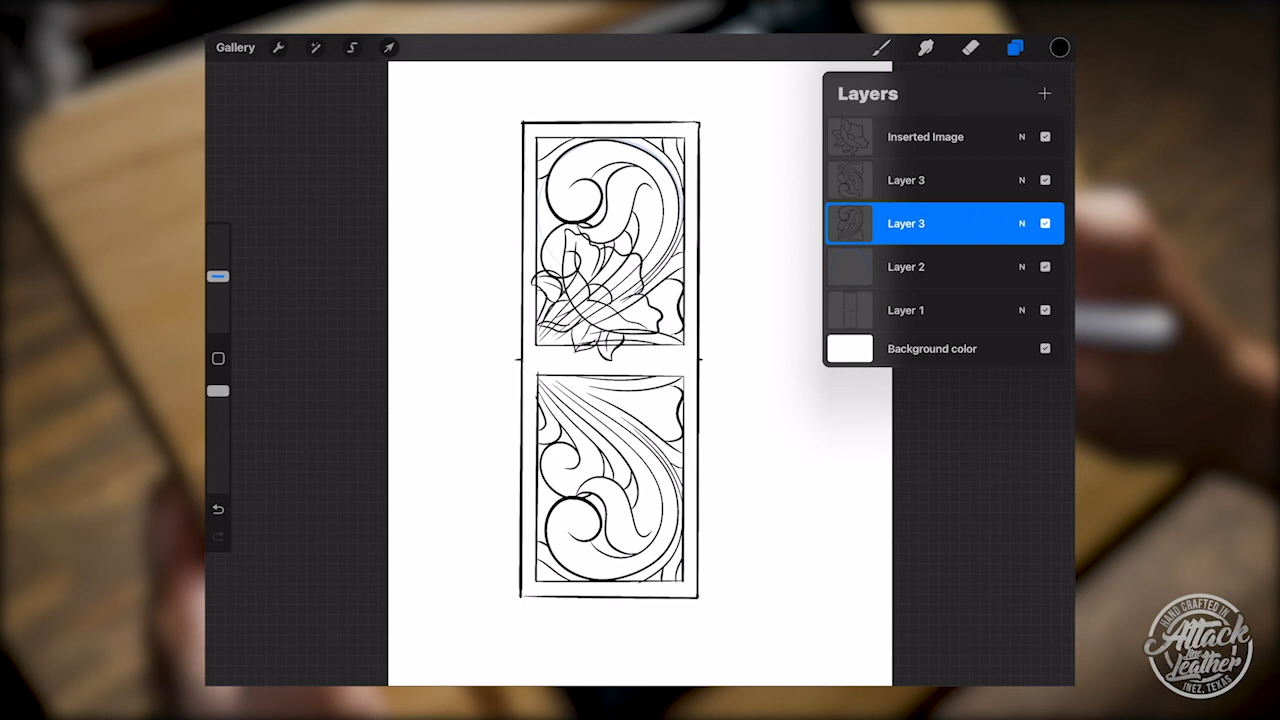 Gallery
Layers
Inserted Image N
Layer 3 N
Layer 3 N
Layer 2 N
Layer 1 N
Background color
HAND CRAFTED IN
Attack
Line
Leather
INEZ, TEXAS